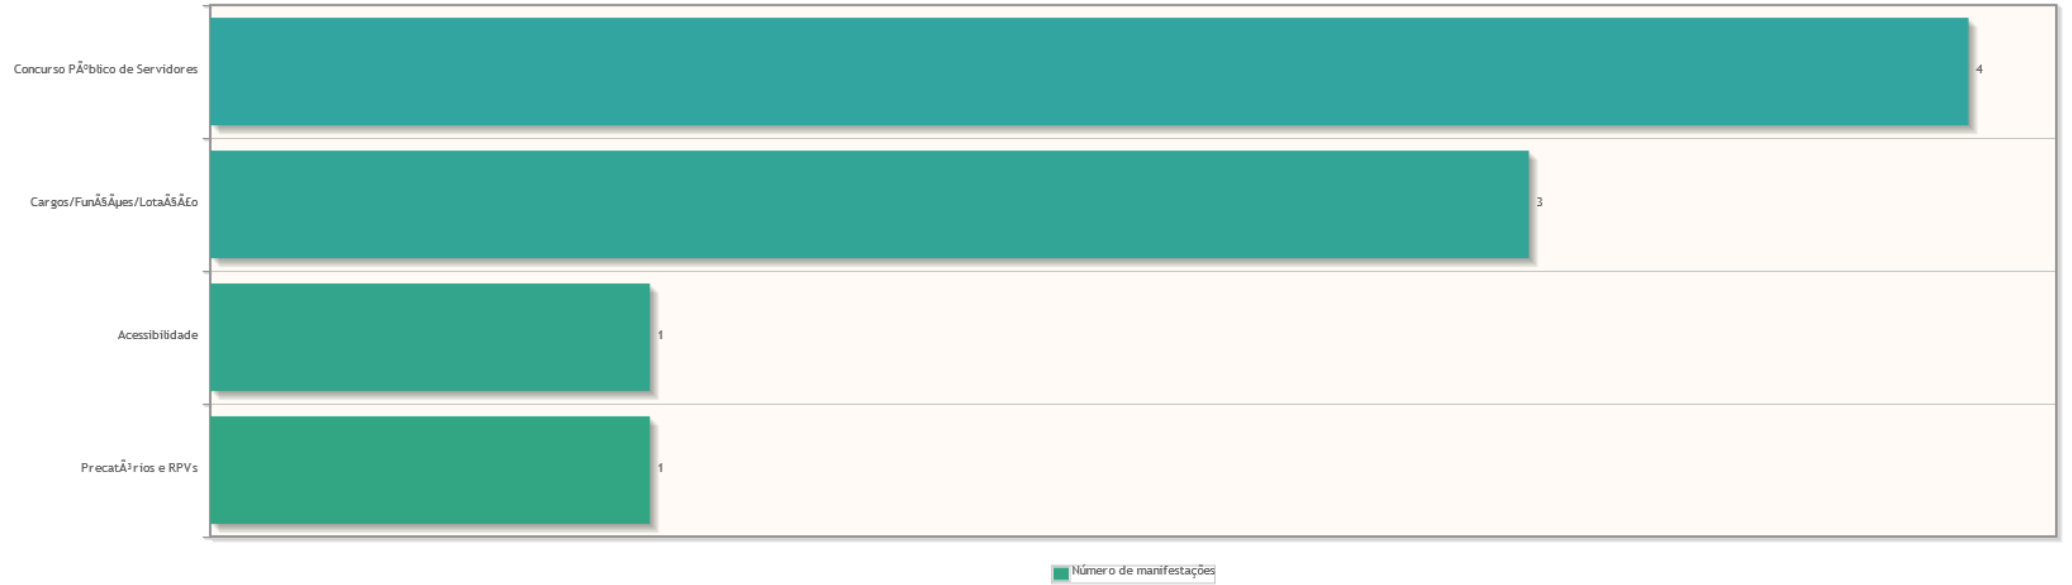 Concurso PÃºblico de Servidores
4
Cargos/FunÃ§Ãµes/LotaÃ§Ã£o
3
Acessibilidade
1
PrecatÃ³rios e RPVs
1
Número de manifestações